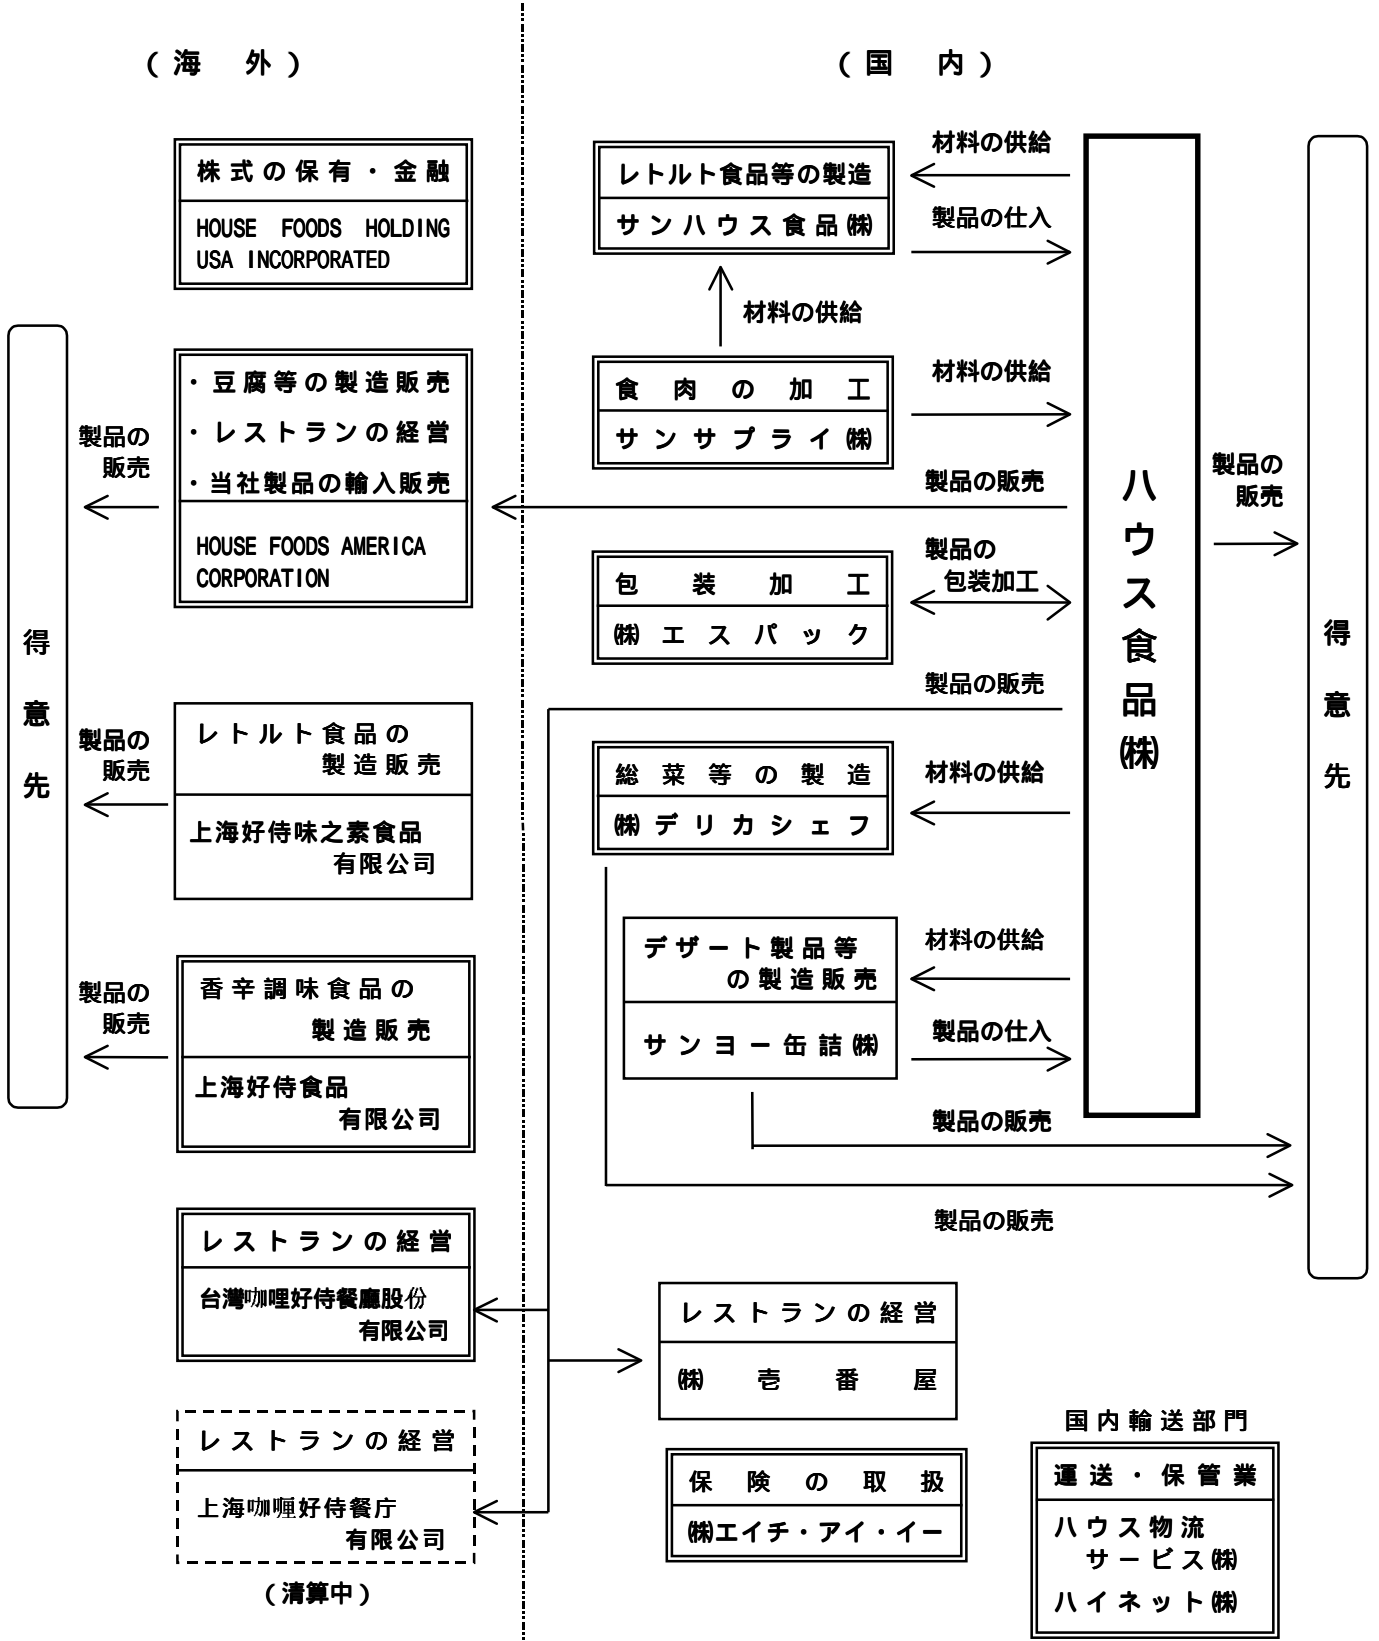 (海　外)
株式の保有・金融
HOUSE FOODS HOLDING
USA INCORPORATED
・豆腐等の製造販売
・レストランの経営
・当社製品の輸入販売
HOUSE FOODS AMERICA
CORPORATION
製品の
販売
得意先
レトルト食品の
製造販売
上海好侍味之素食品
有限公司
製品の
販売
香辛調味食品の
製造販売
上海好侍食品
有限公司
製品の
販売
レストランの経営
台灣咖哩好侍餐廳股份
有限公司
レストランの経営
上海咖喱好侍餐庁
有限公司
(清算中)
(国　内)
レトルト食品等の製造
サンハウス食品㈱
材料の供給
製品の仕入
材料の供給
食肉の加工
サンサプライ㈱
材料の供給
製品の販売
包装加工
㈱エスパック
製品の
包装加工
製品の販売
総菜等の製造
㈱デリカシェフ
材料の供給
デザート製品等
の製造販売
サンヨー缶詰㈱
材料の供給
製品の仕入
製品の販売
製品の販売
ハウス食品㈱
製品の
販売
得意先
レストランの経営
㈱壱番屋
保険の取扱
㈱エイチ・アイ・イー
国内輸送部門
運送・保管業
ハウス物流
サービス㈱
ハイネット㈱